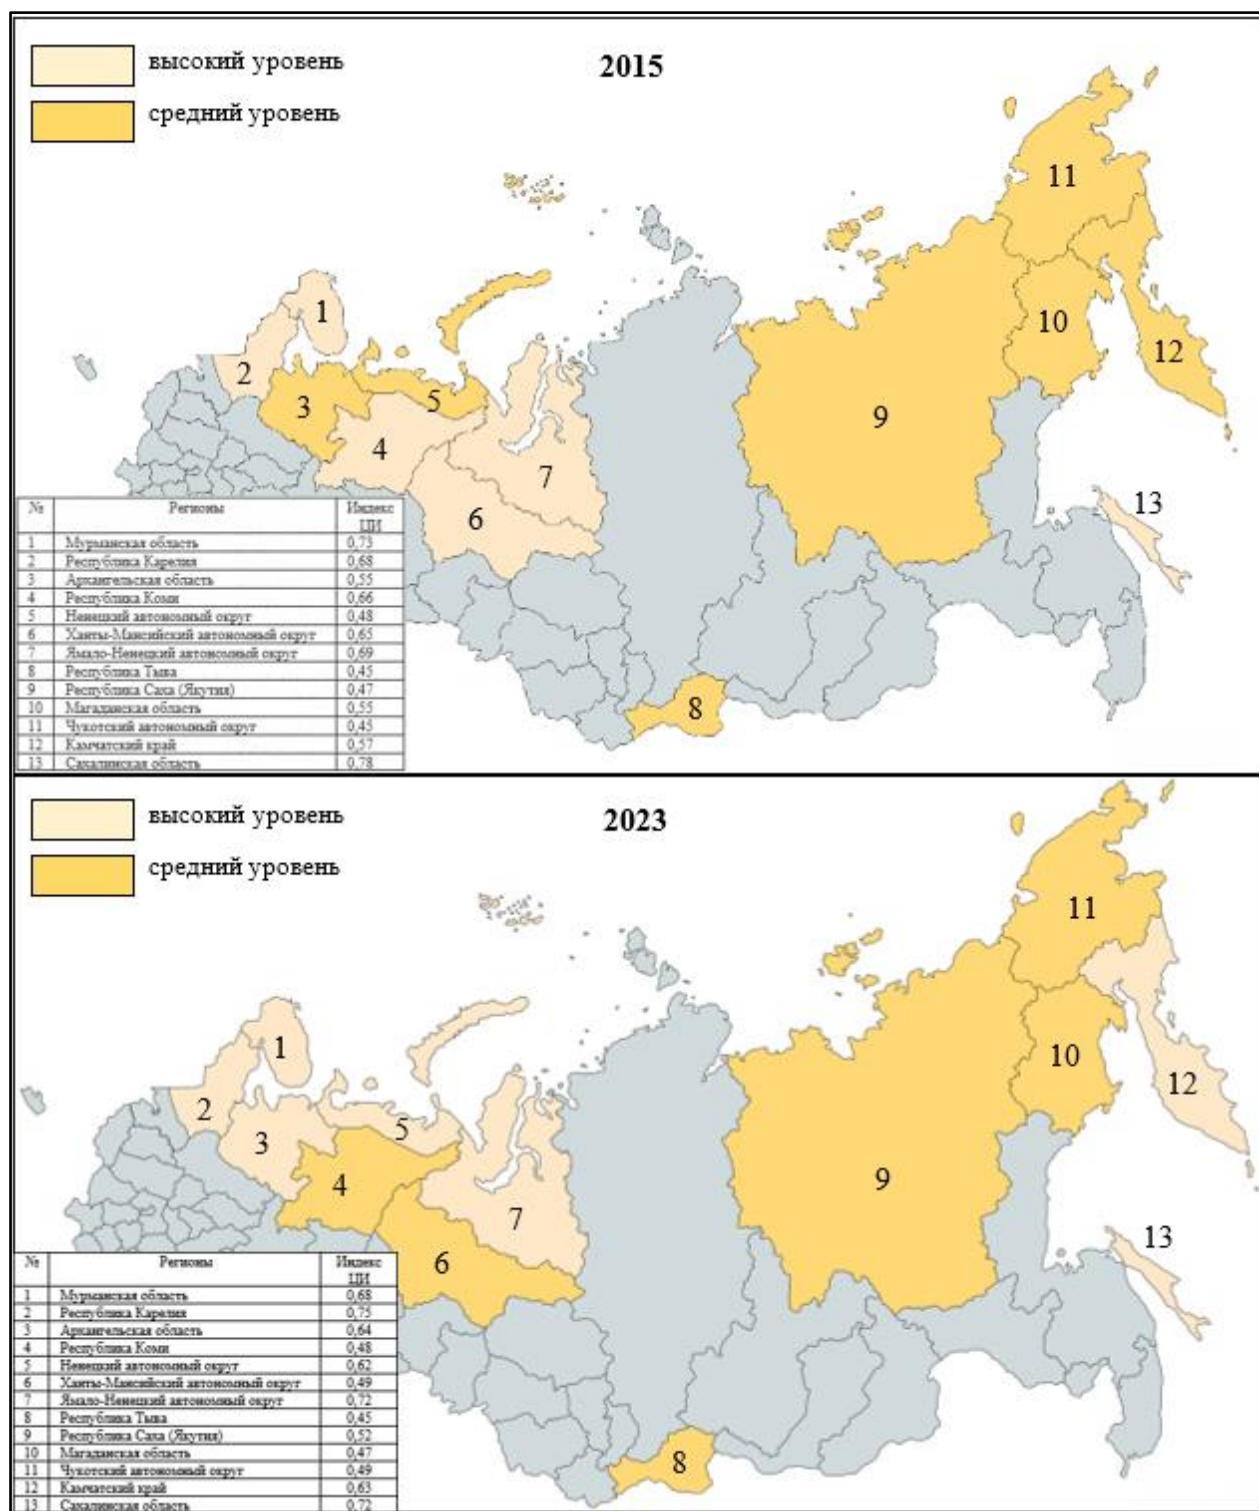 высокий уровень
2015
средний уровень
11
1
10
2
12
5
3
9
4
7
13
6
№ Регионы Индекс ЦИ
1 Мурманская область 0,73
2 Республика Карелия 0,68
3 Архангельская область 0,55
4 Республика Коми 0,66
5 Ненецкий автономный округ 0,48
6 Ханты-Мансийский автономный округ 0,65
7 Ямало-Ненецкий автономный округ 0,69
8 Республика Тыва 0,45
9 Республика Саха (Якутия) 0,47
10 Магаданская область 0,55
11 Чукотский автономный округ 0,45
12 Камчатский край 0,57
13 Сахалинская область 0,78
8
высокий уровень
2023
средний уровень
11
1
10
12
2
5
3
9
4
7
13
6
№ Регионы Индекс ЦИ
1 Мурманская область 0,68
2 Республика Карелия 0,75
3 Архангельская область 0,64
4 Республика Коми 0,48
5 Ненецкий автономный округ 0,62
6 Ханты-Мансийский автономный округ 0,49
7 Ямало-Ненецкий автономный округ 0,72
8 Республика Тыва 0,45
9 Республика Саха (Якутия) 0,52
10 Магаданская область 0,47
11 Чукотский автономный округ 0,49
12 Камчатский край 0,63
13 Сахалинская область 0,72
8